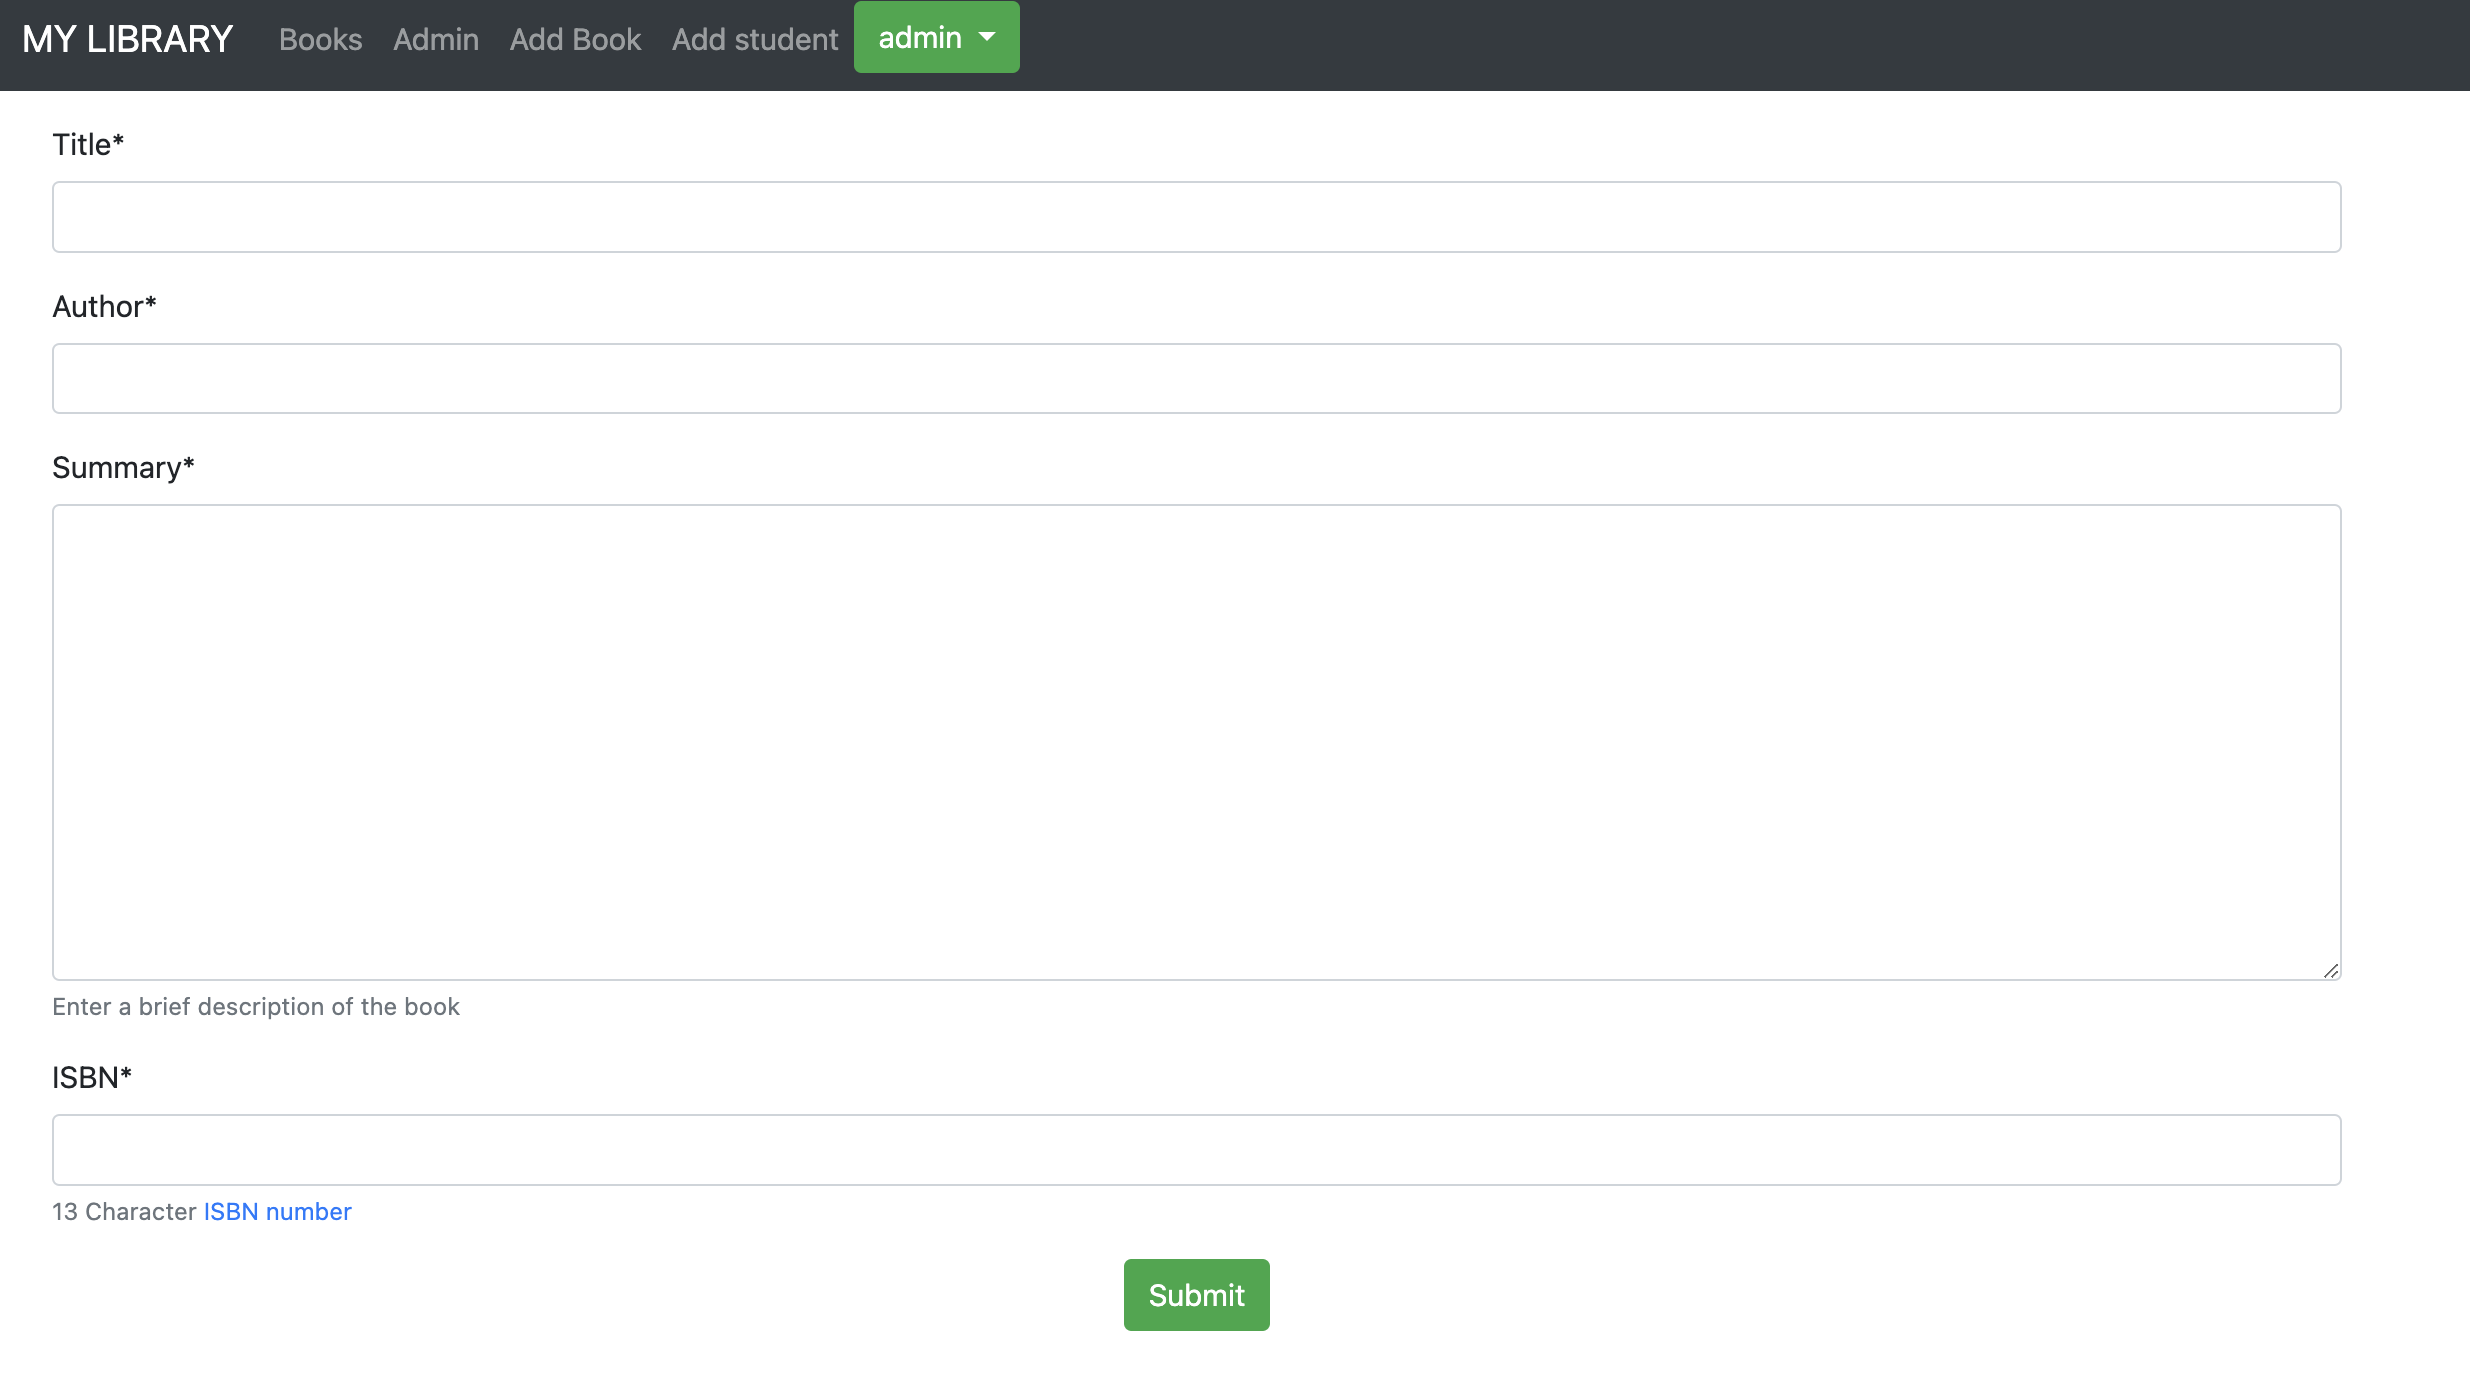 MY LIBRARY Books Admin Add Book Add student admin
Title*
Author*
Summary*
Enter a brief description of the book
ISBN*
13 Character ISBN number
Submit